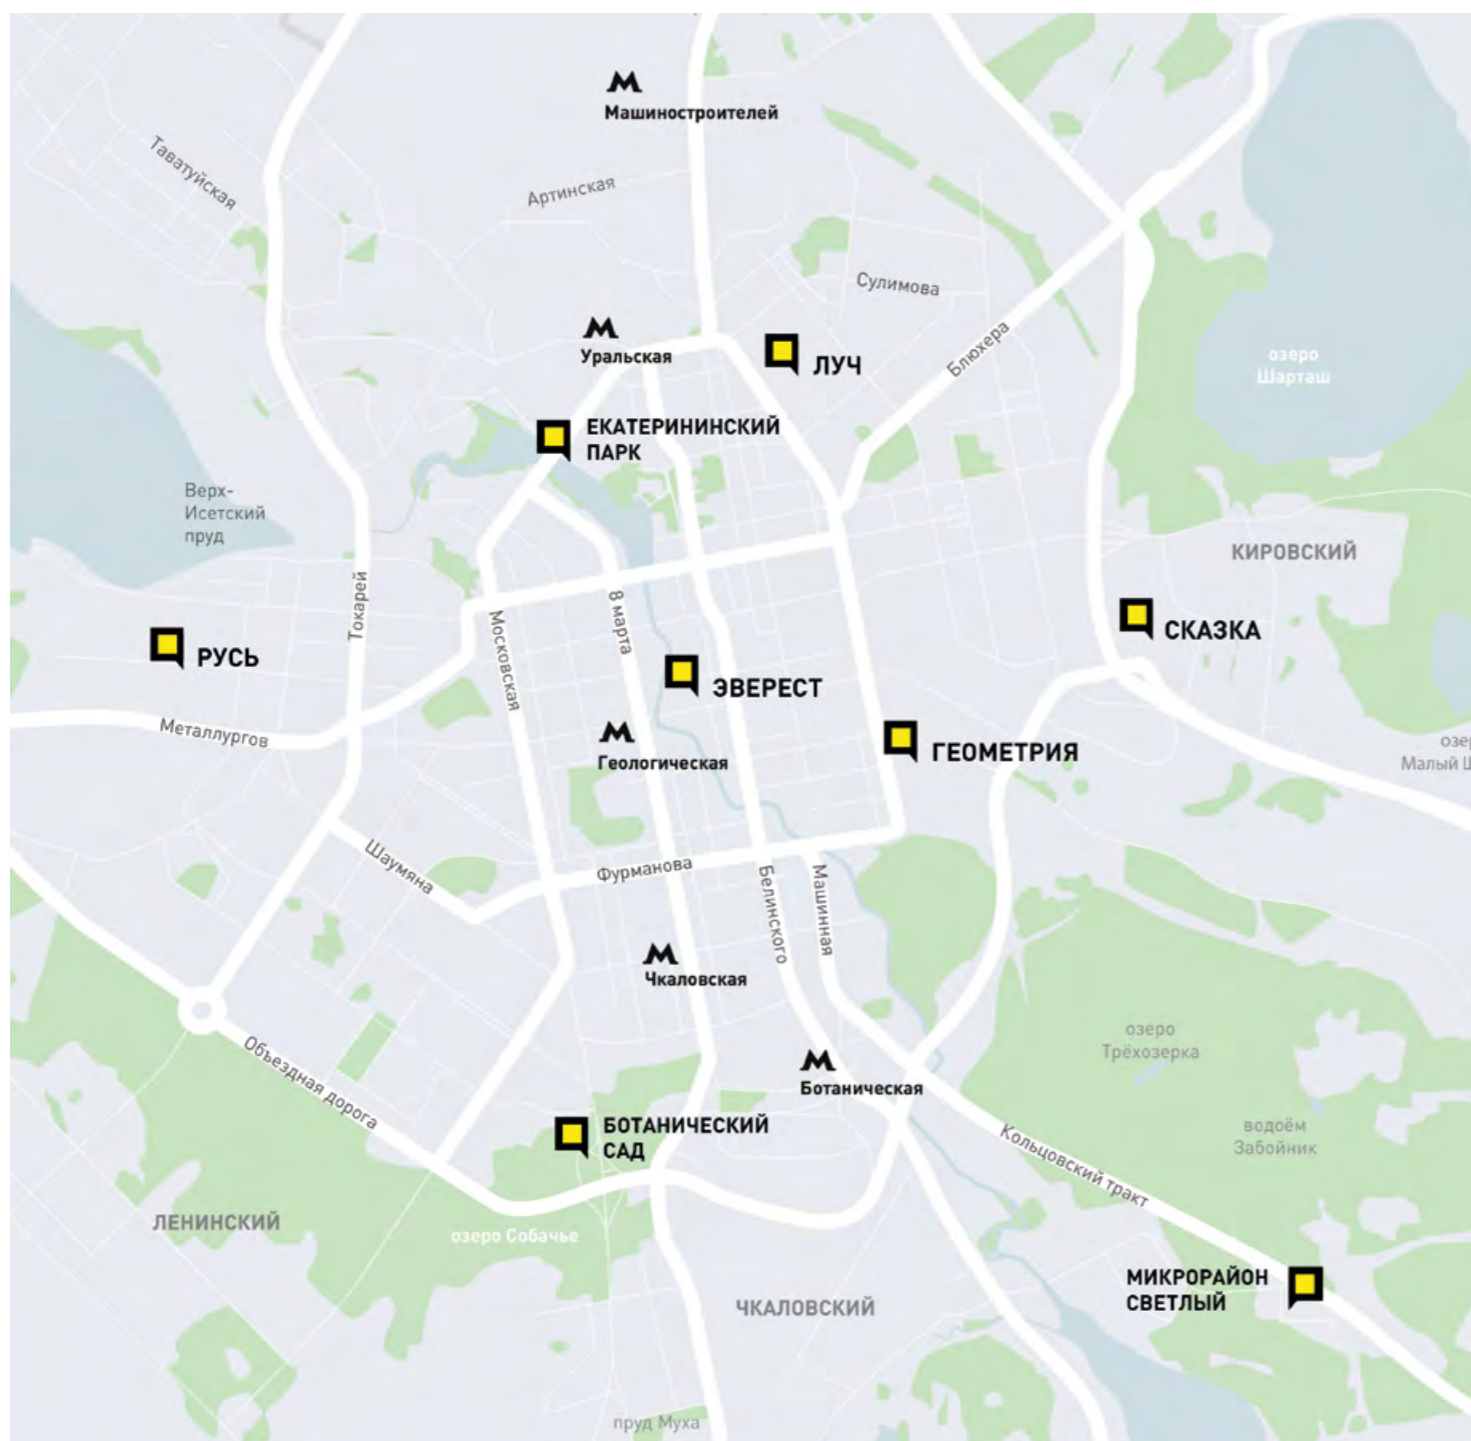 Машиностроителей
Таватуйская
Артинская
Сулимова
Уральская
Блюхера
озеро
Шарташ
ЛУЧ
ЕКАТЕРИНИНСКИЙ
ПАРК
Верх-
Исетский
пруд
КИРОВСКИЙ
Токарей
8 марта
Московская
СКАЗКА
РУСЬ
ЭВЕРЕСТ
Металлургов
Геологическая
ГЕОМЕТРИЯ
Малый
Шаумяна
Фурманова
Белинского
Машинная
Чкаловская
озеро
Трёхозерка
Объездная дорога
Ботаническая
БОТАНИЧЕСКИЙ
САД
Кольцовский тракт
водоём
Забойник
ЛЕНИНСКИЙ
озеро Собачье
МИКРОРАЙОН
СВЕТЛЫЙ
ЧКАЛОВСКИЙ
пруд Муха